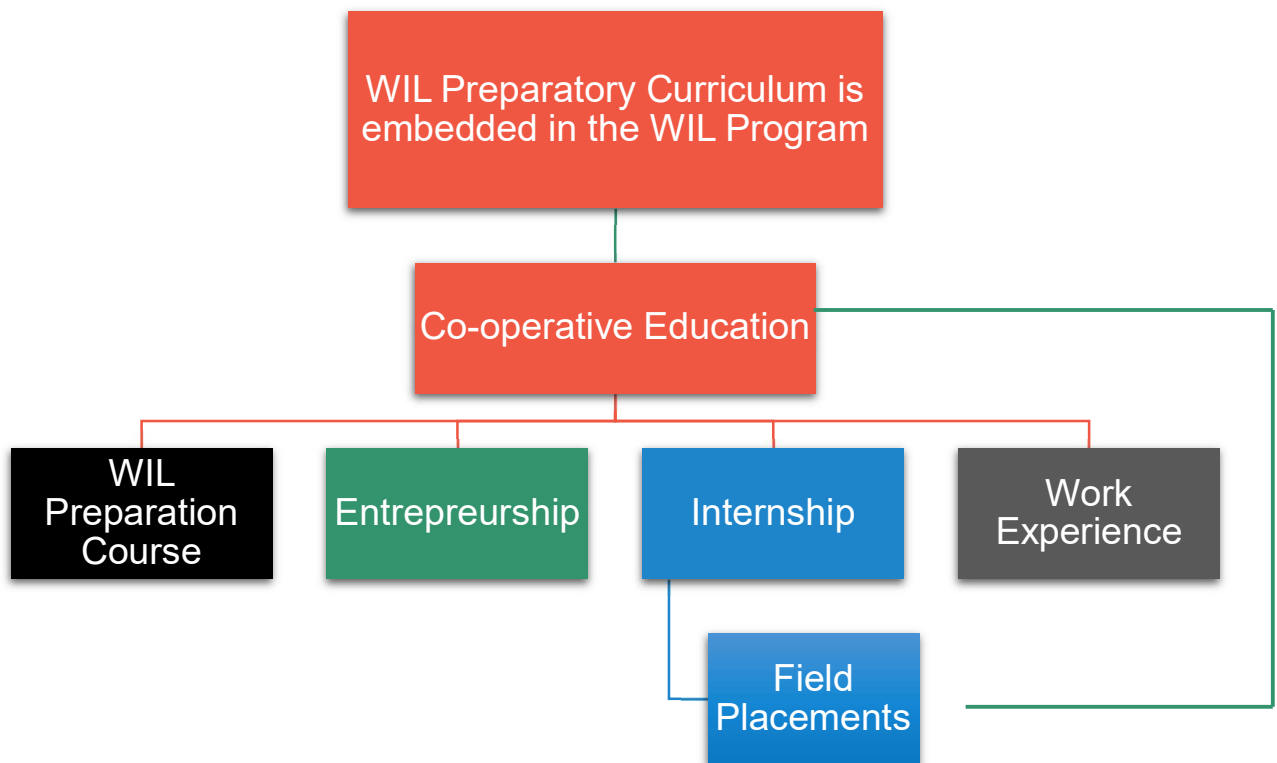 WIL Preparatory Curriculum is
embedded in the WIL Program
Co-operative Education
WIL
Preparation
Course
Entrepreurship
Internship
Work
Experience
Field
Placements